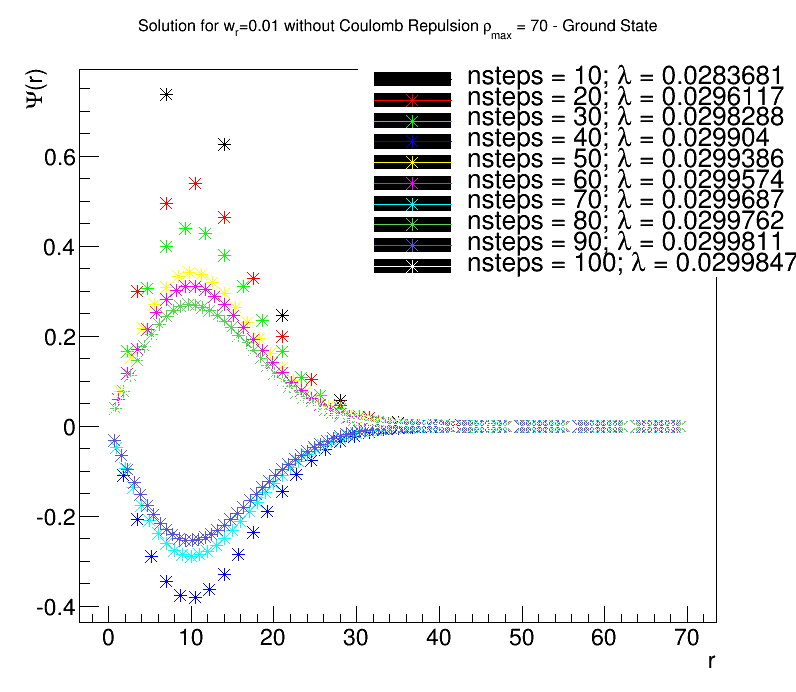 Solution for wr=0.01 without Coulomb Repulsion ρmax = 70 - Ground State
Ψ(r)
nsteps = 10; λ = 0.0283681
nsteps = 20; λ = 0.0296117
nsteps = 30; λ = 0.0298288
nsteps = 40; λ = 0.029904
nsteps = 50; λ = 0.0299386
nsteps = 60; λ = 0.0299574
nsteps = 70; λ = 0.0299687
nsteps = 80; λ = 0.0299762
nsteps = 90; λ = 0.0299811
nsteps = 100; λ = 0.0299847
0.6
0.4
0.2
0
-0.2
-0.4
0 10 20 30 40 50 60 70
r